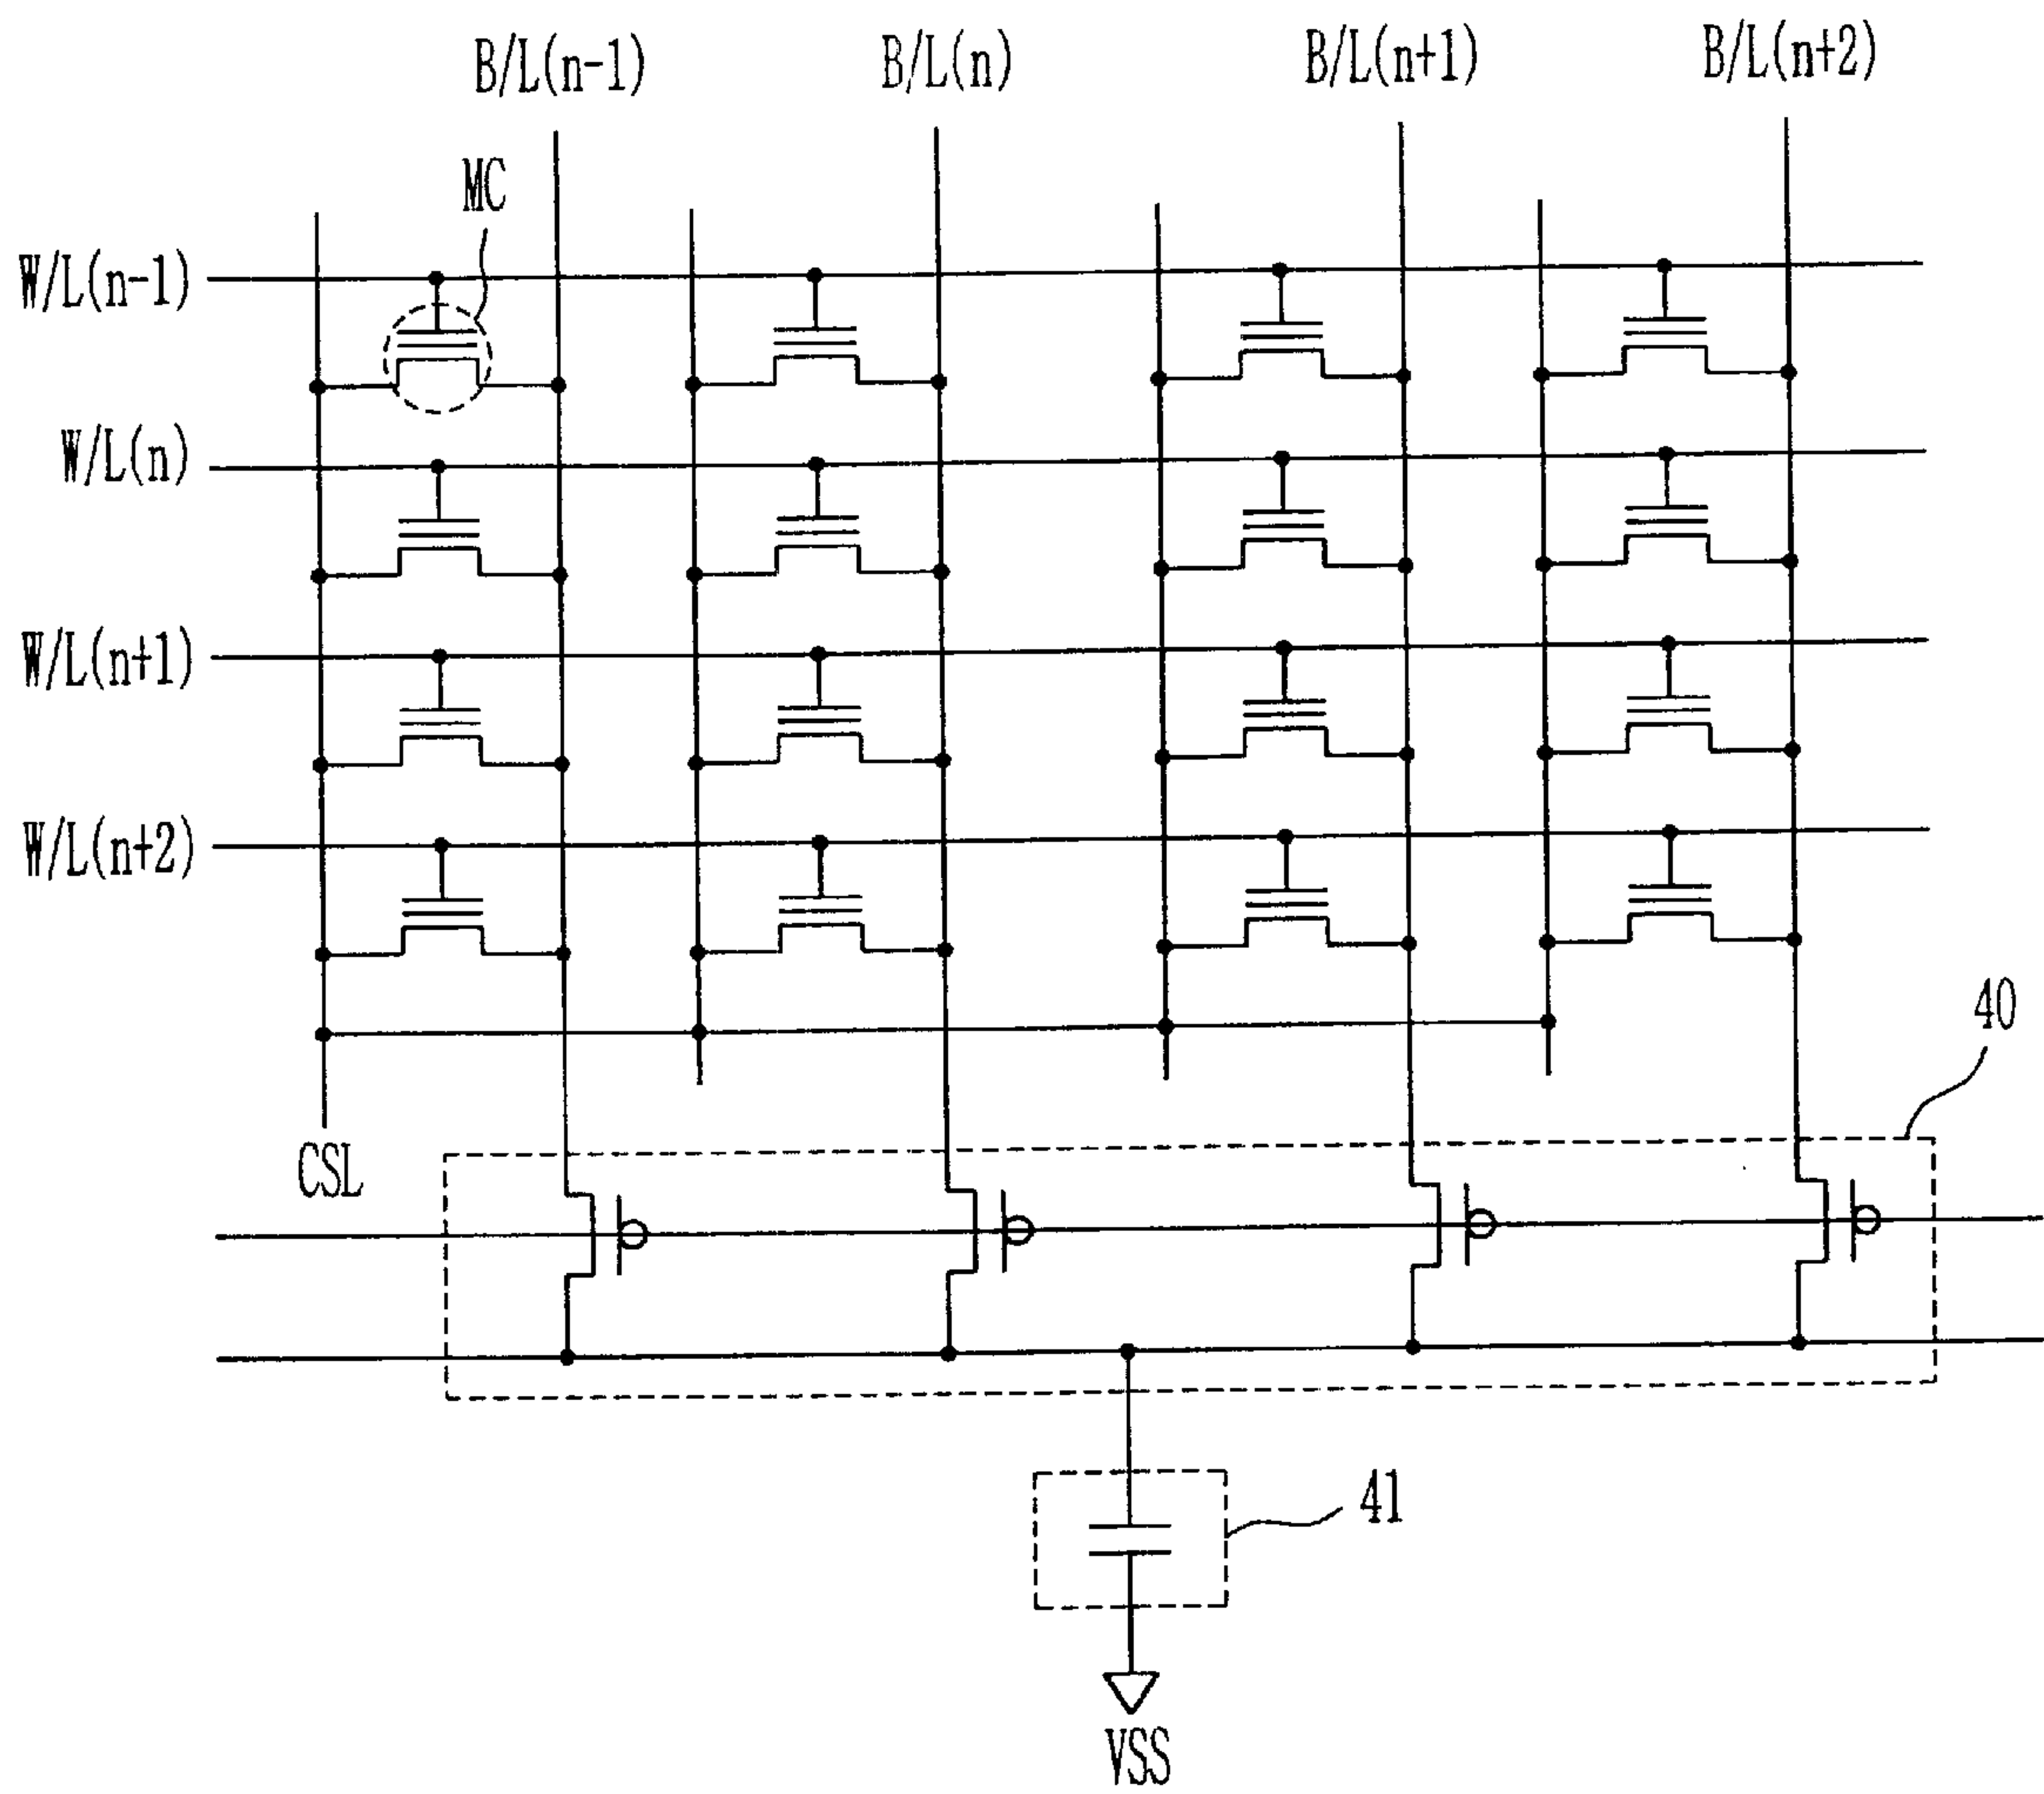 B/L(n-1)
B/L(n)
B/L(n+1)
B/L(n+2)
MC
W/L(n-1)
W/L(n)
W/L(n+1)
W/L(n+2)
40
CSL
41
VSS